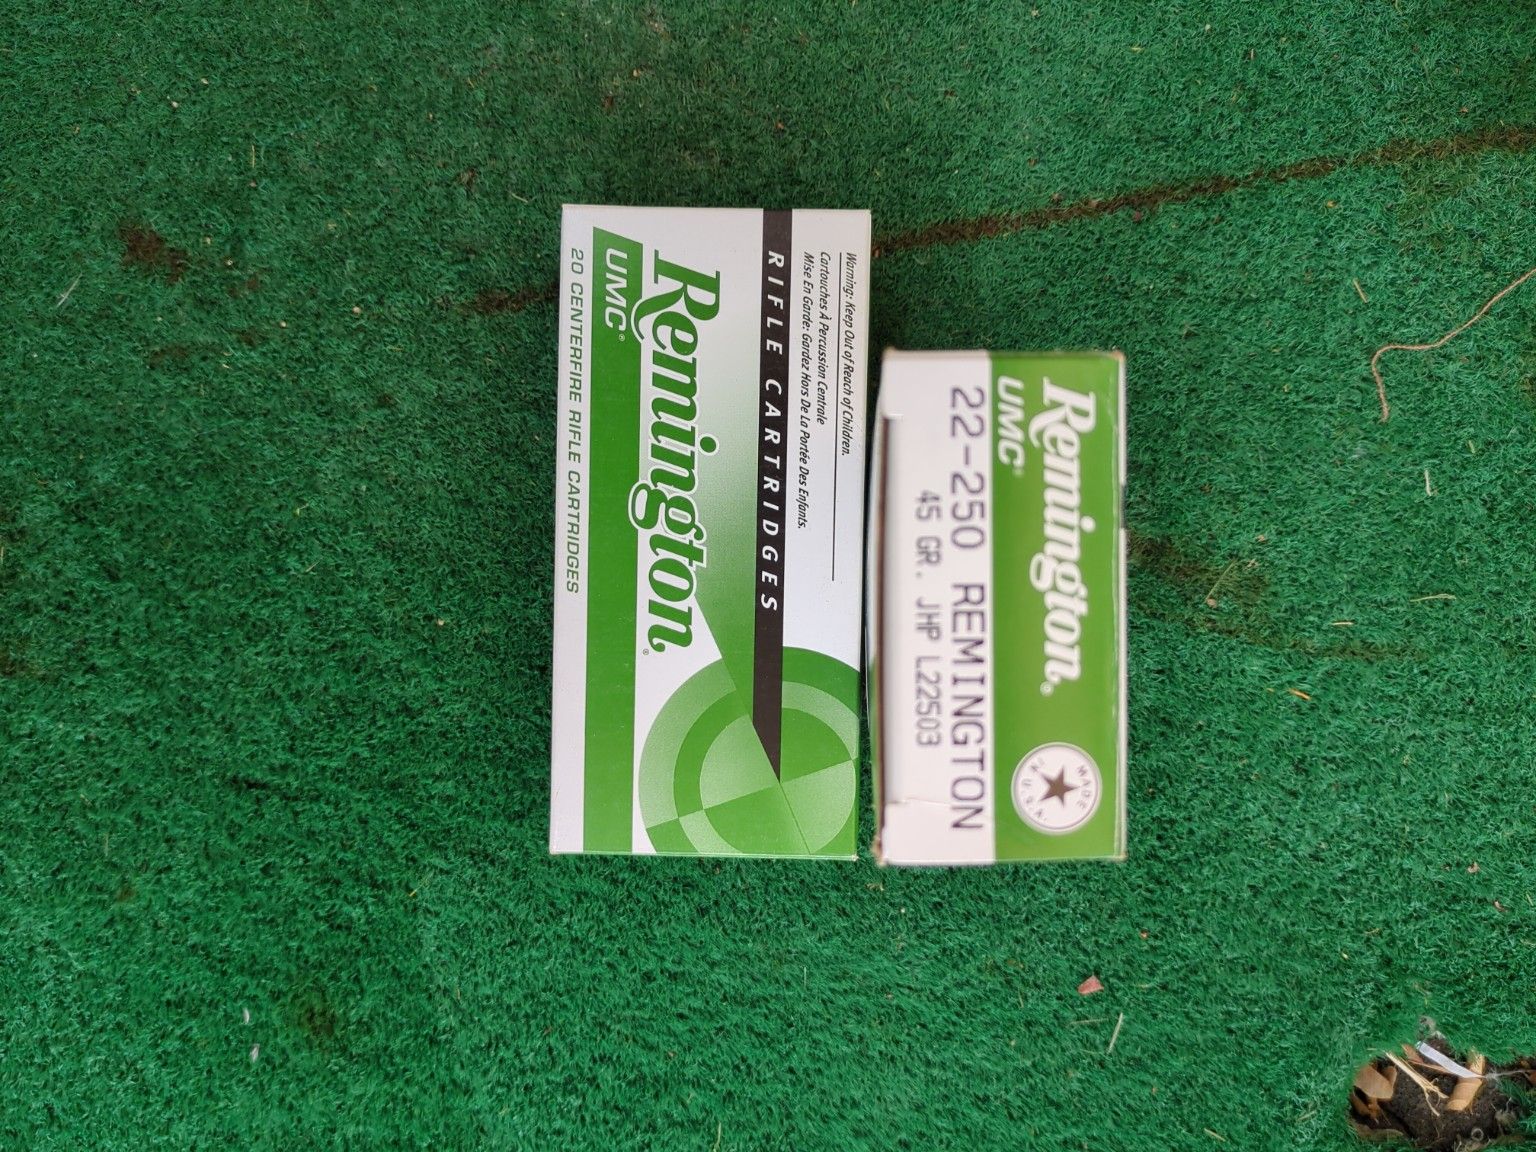 Warning: Keep Out of Reach of Children.
Cartouches À Percussion Centrale
Mise En Garde: Gardez Hors De La Portée Des Enfants.
RIFLE CARTRIDGES
Remington®
UMC®
20 CENTERFIRE RIFLE CARTRIDGES
Remington®
UMC®
MADE
IN U.S.A.
22-250 REMINGTON
45 GR. JHP L22503